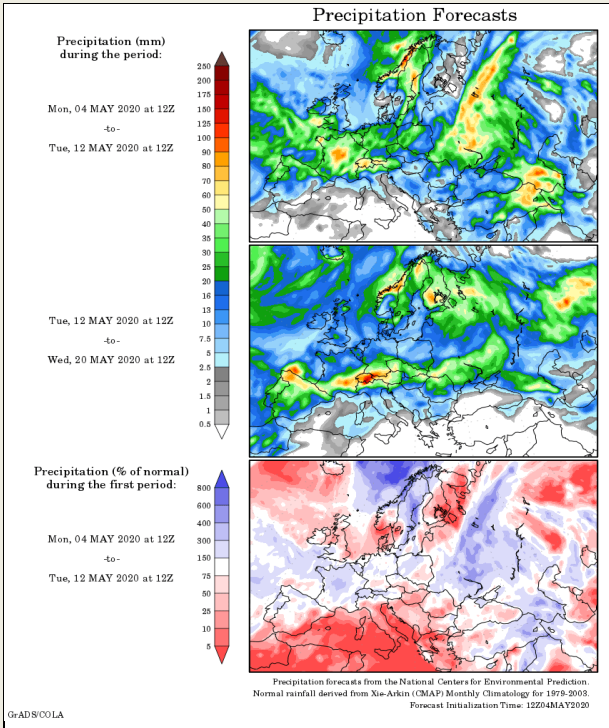 Precipitation Forecasts
Precipitation (mm)
during the period:
Mon, 04 MAY 2020 at 12Z
-to-
Tue, 12 MAY 2020 at 12Z
250
200
175
150
125
100
90
80
70
60
50
40
35
30
25
20
16
13
10
7.5
5
2.5
2
1.5
1
0.5
Tue, 12 MAY 2020 at 12Z
-to-
Wed, 20 MAY 2020 at 12Z
Precipitation (% of normal)
during the first period:
Mon, 04 MAY 2020 at 12Z
-to-
Tue, 12 MAY 2020 at 12Z
800
600
400
300
150
75
50
25
10
5
Precipitation forecasts from the National Centers for Environmental Prediction.
Normal rainfall derived from Xie-Arkin (CMAP) Monthly Climatology for 1979-2003.
Forecast Initialization Time: 12Z04MAY2020
GrADS/COLA